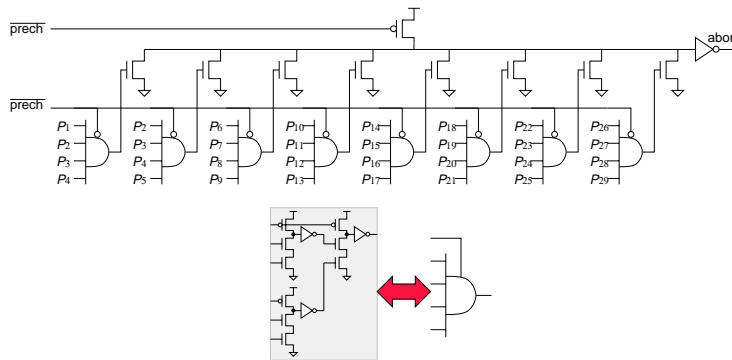 prech
abor
prech
P1 P2 P6 P10 P14 P18 P22 P26
P2 P3 P7 P11 P15 P19 P23 P27
P3 P4 P8 P12 P16 P20 P24 P28
P4 P5 P9 P13 P17 P21 P25 P29